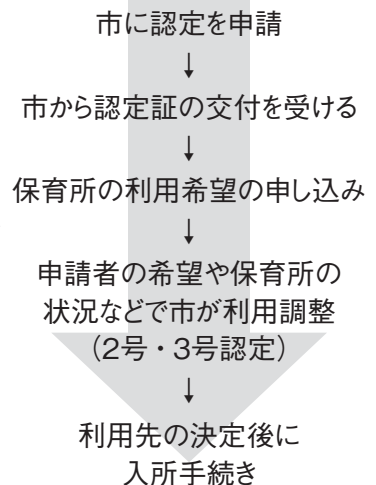 市に認定を申請
↓
市から認定証の交付を受ける
↓
保育所の利用希望の申し込み
↓
申請者の希望や保育所の
状況などで市が利用調整
（2号・3号認定）
↓
利用先の決定後に
入所手続き